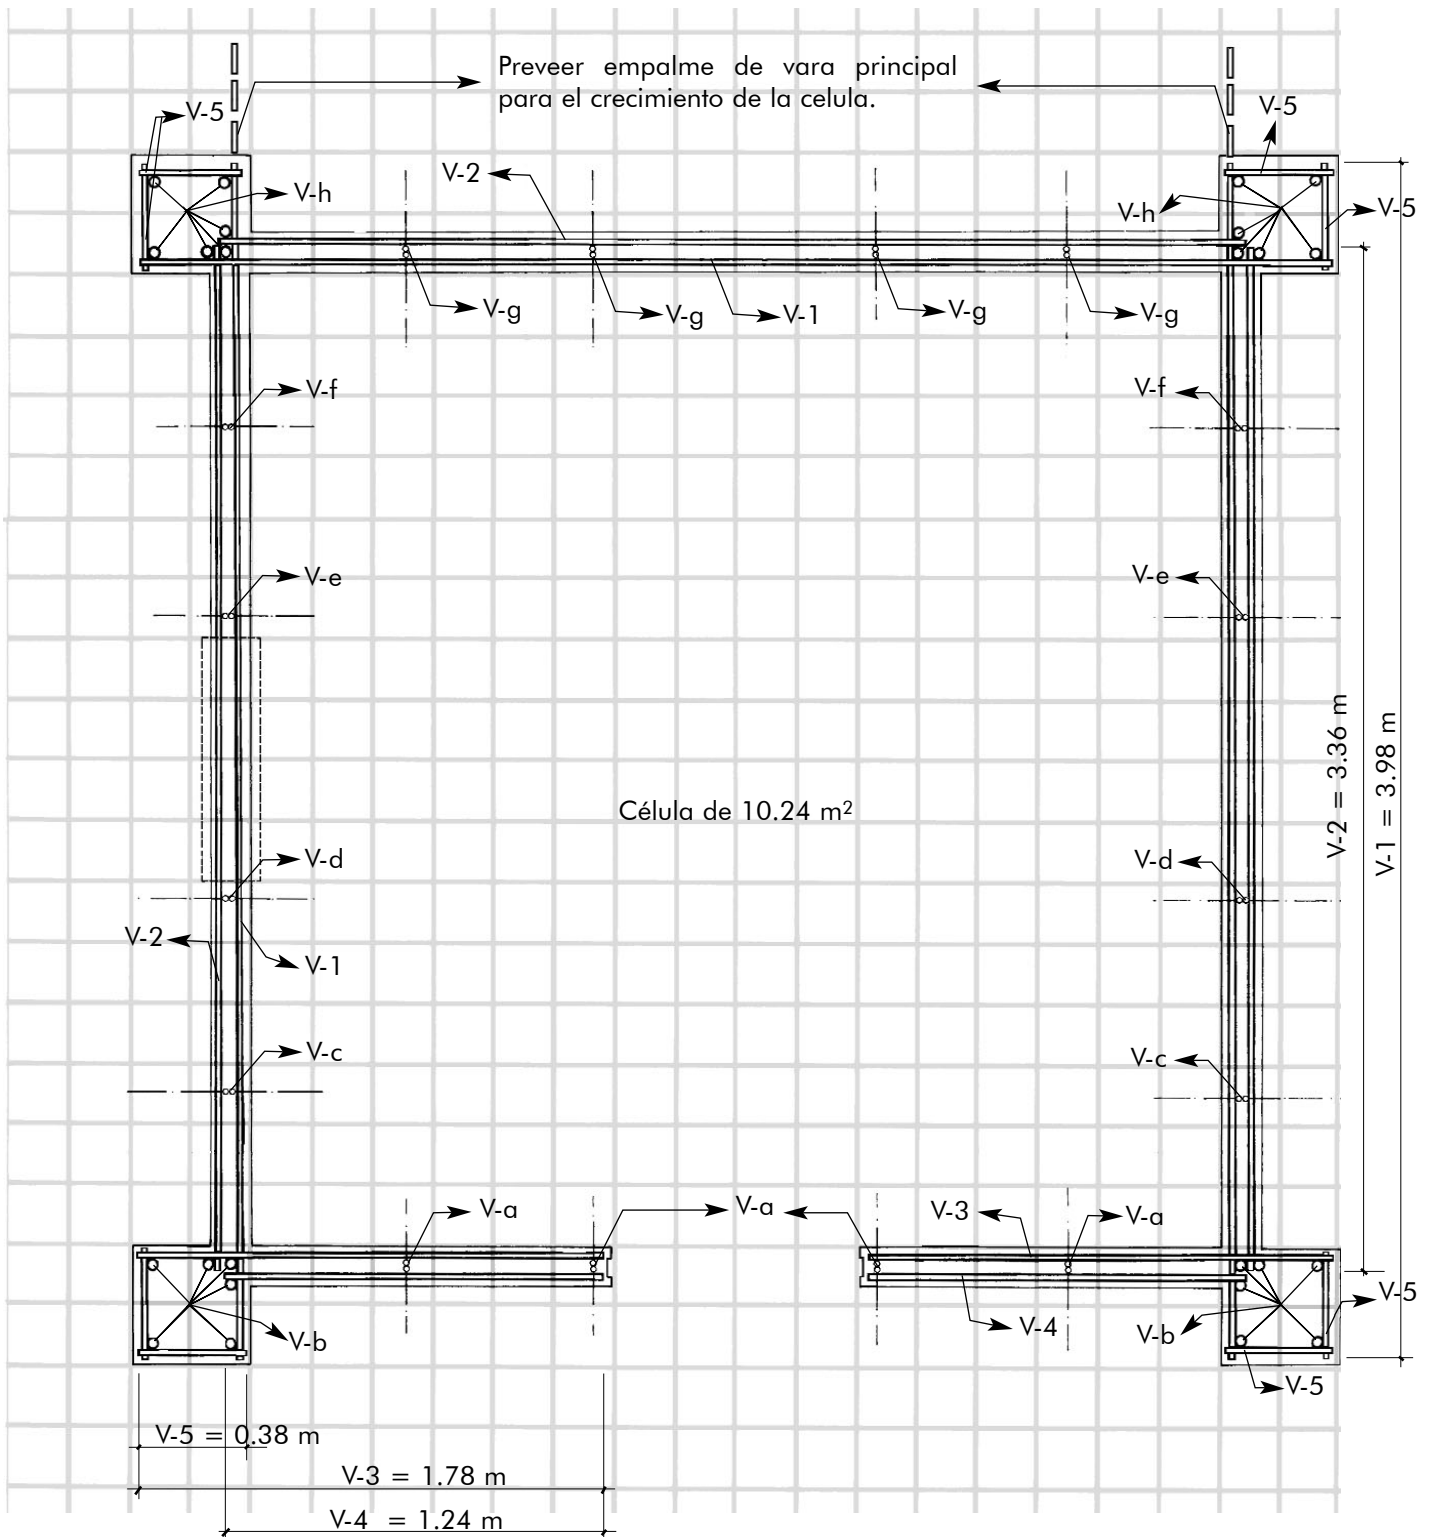 Preveer empalme de vara principal
para el crecimiento de la celula.
V-5
V-5
V-2
V-h
V-h
V-5
V-g
V-g
V-1
V-g
V-g
V-f
V-f
V-e
V-e
V-2 = 3.36 m
V-1 = 3.98 m
Célula de 10.24 m²
V-d
V-d
V-2
V-1
V-c
V-c
V-a
V-a
V-3
V-a
V-5
V-b
V-4
V-b
V-5
V-5 = 0.38 m
V-3 = 1.78 m
V-4 = 1.24 m